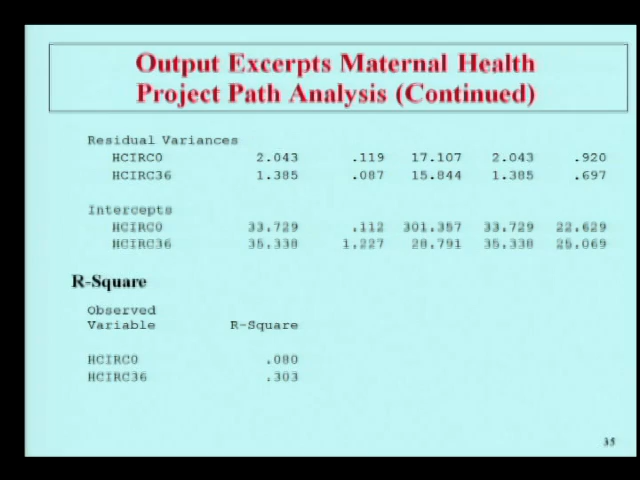 Output Excerpts Maternal Health
Project Path Analysis (Continued)
Residual Variances
HCIRC0 2.043 .119 17.107 2.043 .920
HCIRC36 1.385 .087 15.844 1.385 .697
Intercepts
HCIRC0 33.729 .112 301.357 33.729 22.629
HCIRC36 35.338 1.227 28.791 35.338 25.069
R-Square
Observed
Variable R-Square
HCIRC0 .080
HCIRC36 .303
35